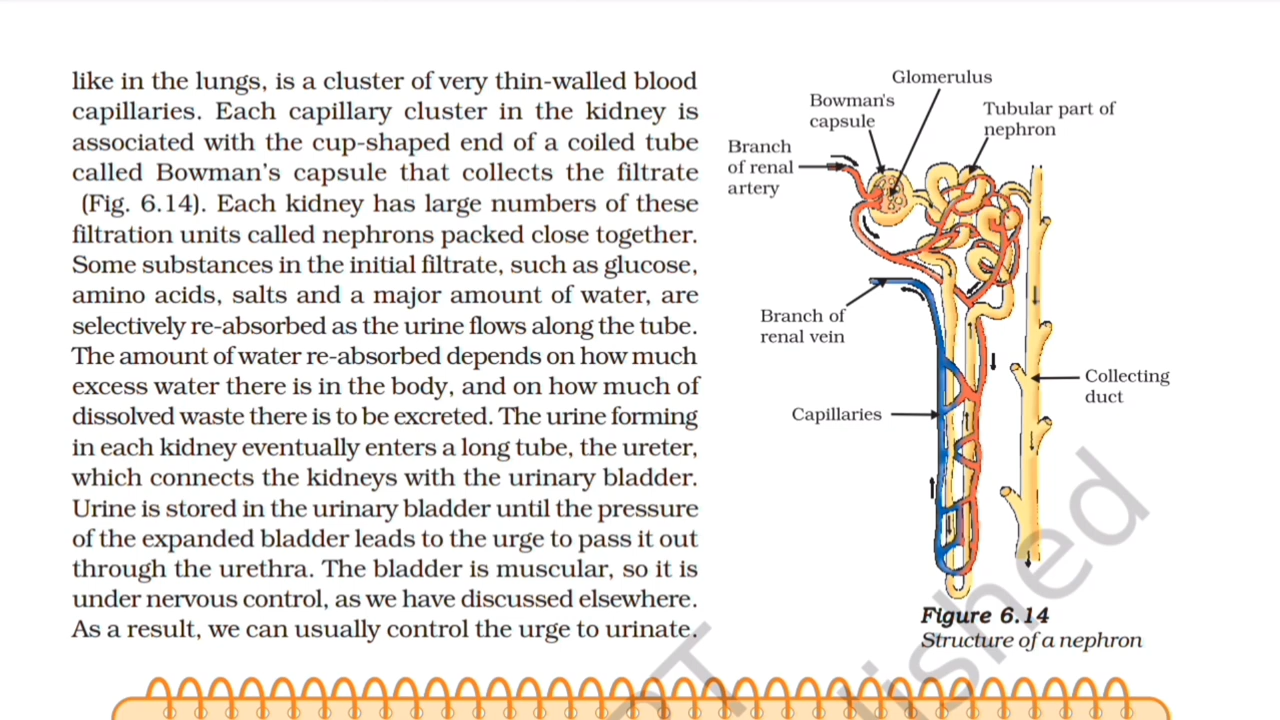 like in the lungs, is a cluster of very thin-walled blood
capillaries. Each capillary cluster in the kidney is
associated with the cup-shaped end of a coiled tube
called Bowman's capsule that collects the filtrate
(Fig. 6.14). Each kidney has large numbers of these
filtration units called nephrons packed close together.
Some substances in the initial filtrate, such as glucose,
amino acids, salts and a major amount of water, are
selectively re-absorbed as the urine flows along the tube.
The amount of water re-absorbed depends on how much
excess water there is in the body, and on how much of
dissolved waste there is to be excreted. The urine forming
in each kidney eventually enters a long tube, the ureter,
which connects the kidneys with the urinary bladder.
Urine is stored in the urinary bladder until the pressure
of the expanded bladder leads to the urge to pass it out
through the urethra. The bladder is muscular, so it is
under nervous control, as we have discussed elsewhere.
As a result, we can usually control the urge to urinate.
Glomerulus
Bowman's
capsule
Tubular part of
nephron
Branch
of renal
artery
Branch of
renal vein
Capillaries
Collecting
duct
Figure 6.14
Structure of a nephron